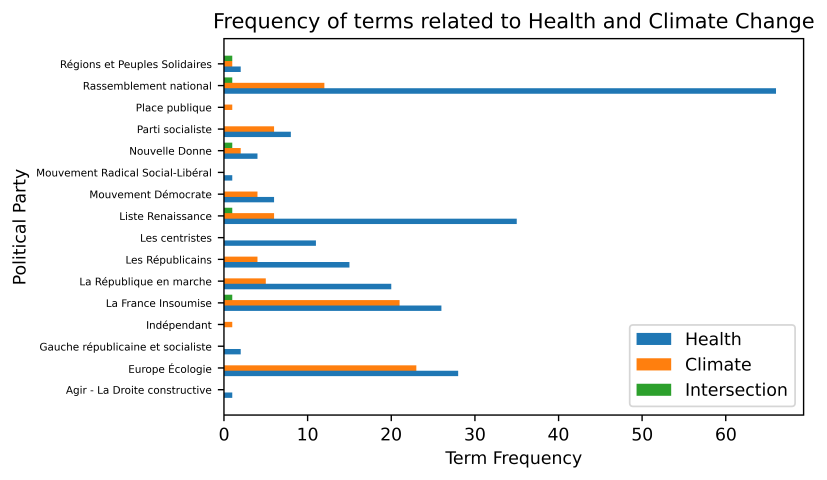 Frequency of terms related to Health and Climate Change
Political Party
Régions et Peuples Solidaires
Rassemblement national
Place publique
Parti socialiste
Nouvelle Donne
Mouvement Radical Social-Libéral
Mouvement Démocrate
Liste Renaissance
Les centristes
Les Républicains
La République en marche
La France Insoumise
Indépendant
Gauche républicaine et socialiste
Europe Écologie
Agir - La Droite constructive
Health
Climate
Intersection
0 10 20 30 40 50 60
Term Frequency